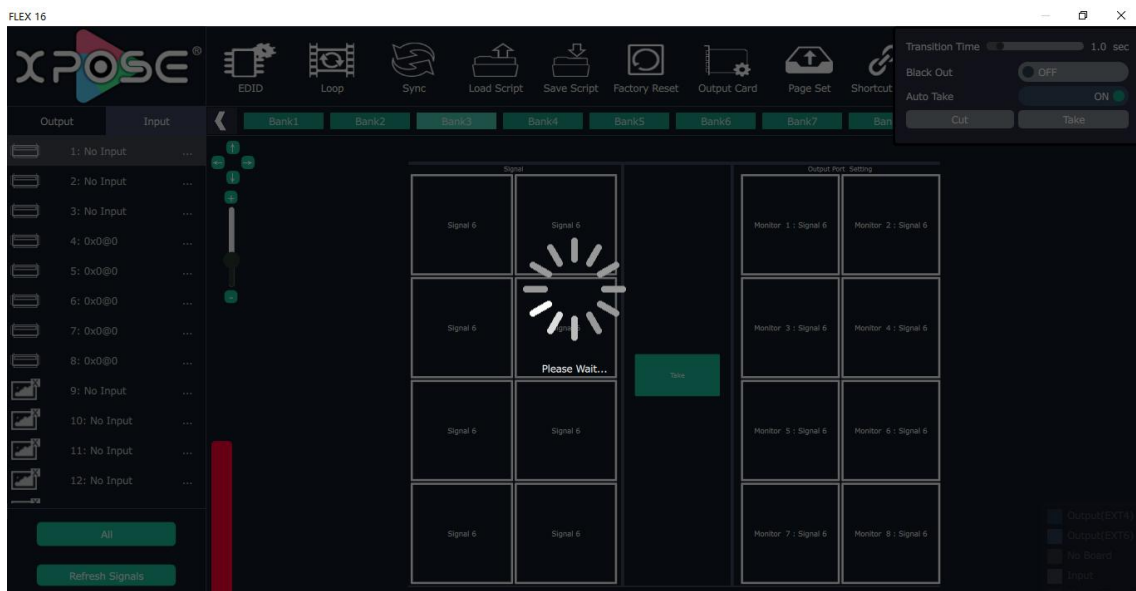 FLEX 16
XPOSE®
EDID
Loop
Sync
Load Script
Save Script
Factory Reset
Output Card
Page Set
Shortcut
Transition Time 1.0 sec
Black Out OFF
Auto Take ON
Cut Take
Output Input
Bank1 Bank2 Bank3 Bank4 Bank5 Bank6 Bank7 Ban
1: No Input ...
2: No Input ...
3: No Input ...
4: 0x0@0 ...
5: 0x0@0 ...
6: 0x0@0 ...
7: 0x0@0 ...
8: 0x0@0 ...
9: No Input ...
10: No Input ...
11: No Input ...
12: No Input ...
All
Refresh Signals
Signal
Signal 6 Signal 6
Signal 6 Signal 6
Signal 6 Signal 6
Signal 6 Signal 6
Please Wait...
Take
Output Port Setting
Monitor 1 : Signal 6 Monitor 2 : Signal 6
Monitor 3 : Signal 6 Monitor 4 : Signal 6
Monitor 5 : Signal 6 Monitor 6 : Signal 6
Monitor 7 : Signal 6 Monitor 8 : Signal 6
Output(EXT4)
Output(EXT6)
No Board
Input